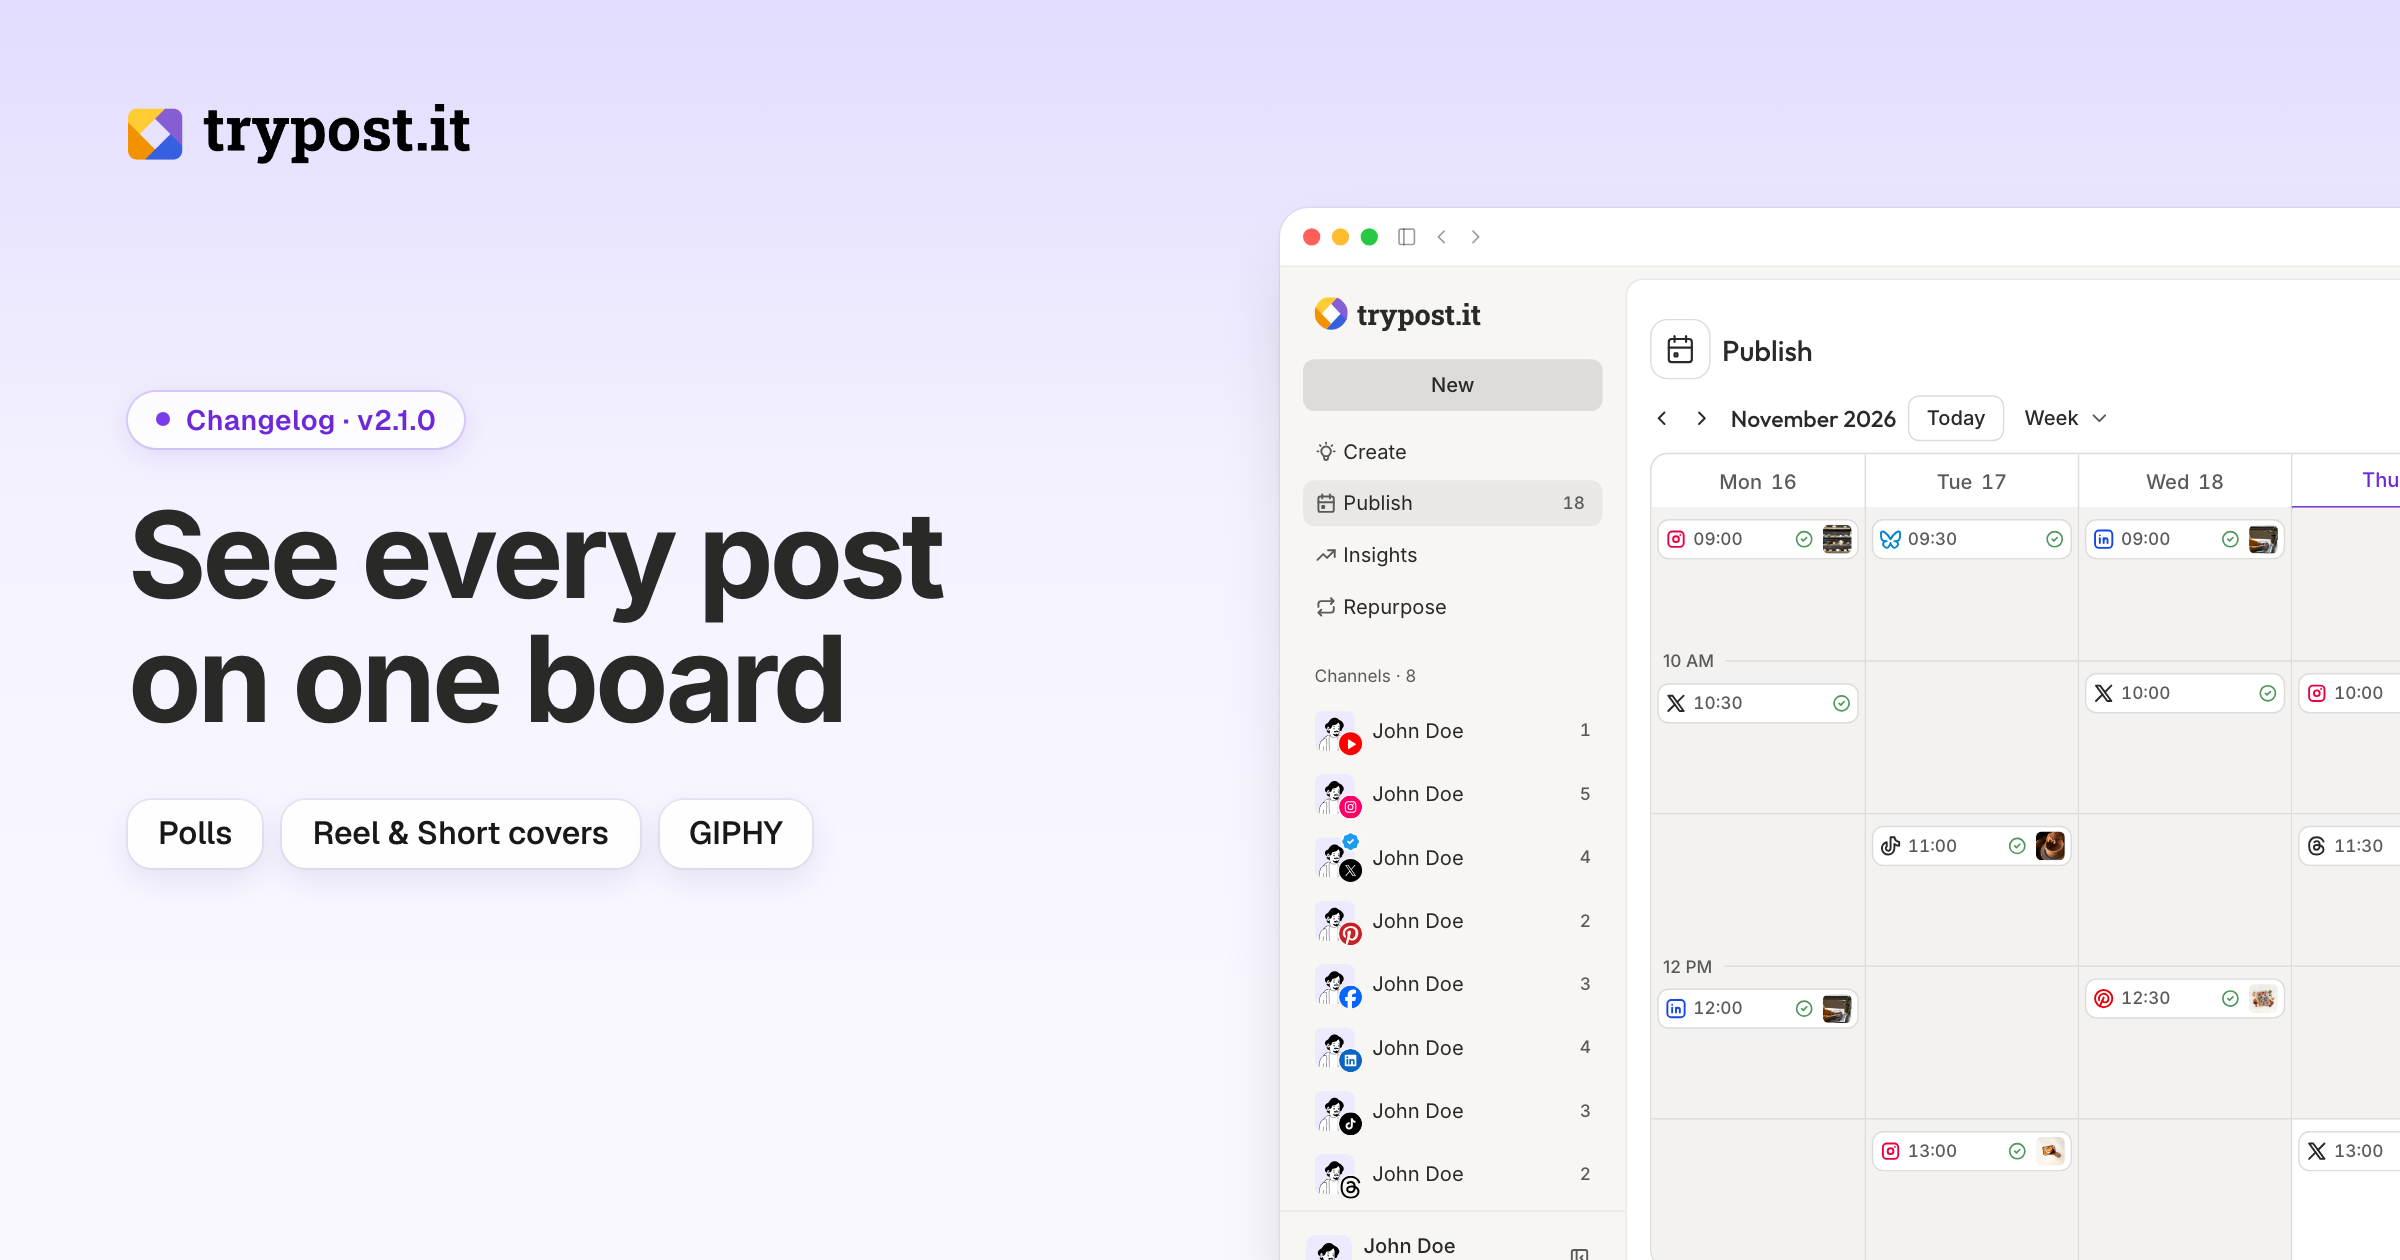 trypost.it
Changelog · v2.1.0
See every post
on one board
Polls
Reel & Short covers
GIPHY
trypost.it
New
Create
Publish 18
Insights
Repurpose
Channels · 8
John Doe 1
John Doe 5
John Doe 4
John Doe 2
John Doe 3
John Doe 4
John Doe 3
John Doe 2
John Doe
Publish
November 2026 Today Week
Mon 16 Tue 17 Wed 18 Thu
09:00 09:30 09:00
10 AM
10:30 10:00 10:00
11:00 11:30
12 PM
12:00 12:30
13:00 13:00